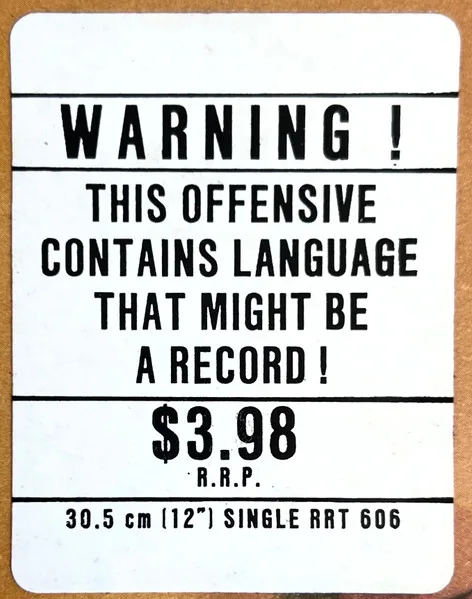 WARNING !
THIS OFFENSIVE
CONTAINS LANGUAGE
THAT MIGHT BE
A RECORD !
$3.98
R.R.P.
30.5 cm (12″) SINGLE RRT 606